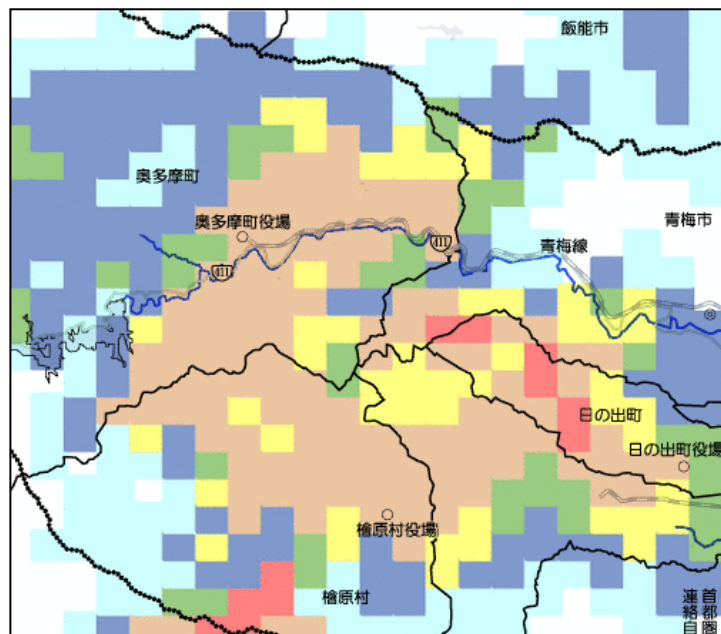 飯能市
奥多摩町
奥多摩町役場
青梅市
411
青梅線
411
日の出町
日の出町役場
檜原村役場
檜原村
首都圏
連絡自